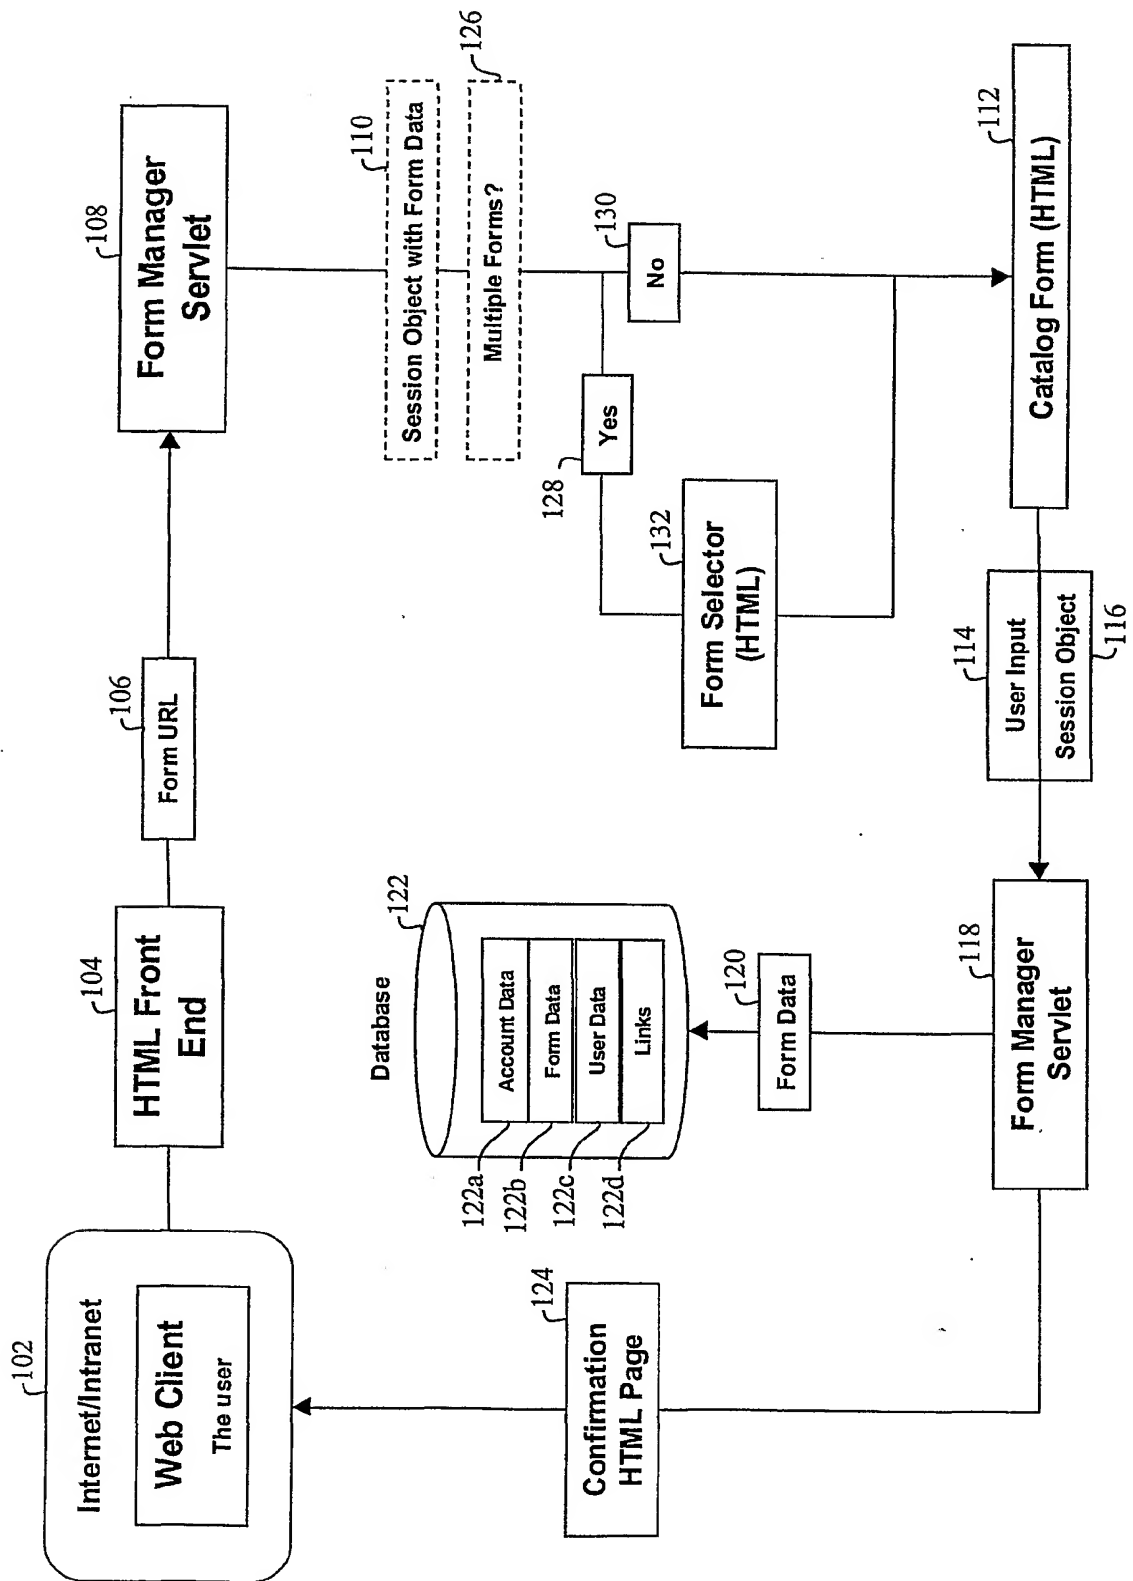 102
Internet/Intranet
Web Client
The user
104
HTML Front
End
106
Form URL
108
Form Manager
Servlet
110
Session Object with Form Data
126
Multiple Forms?
128
Yes
130
No
132
Form Selector
(HTML)
112
Catalog Form (HTML)
114
User Input
Session Object
116
118
Form Manager
Servlet
120
Form Data
Database
122
Account Data
Form Data
User Data
Links
122a
122b
122c
122d
124
Confirmation
HTML Page